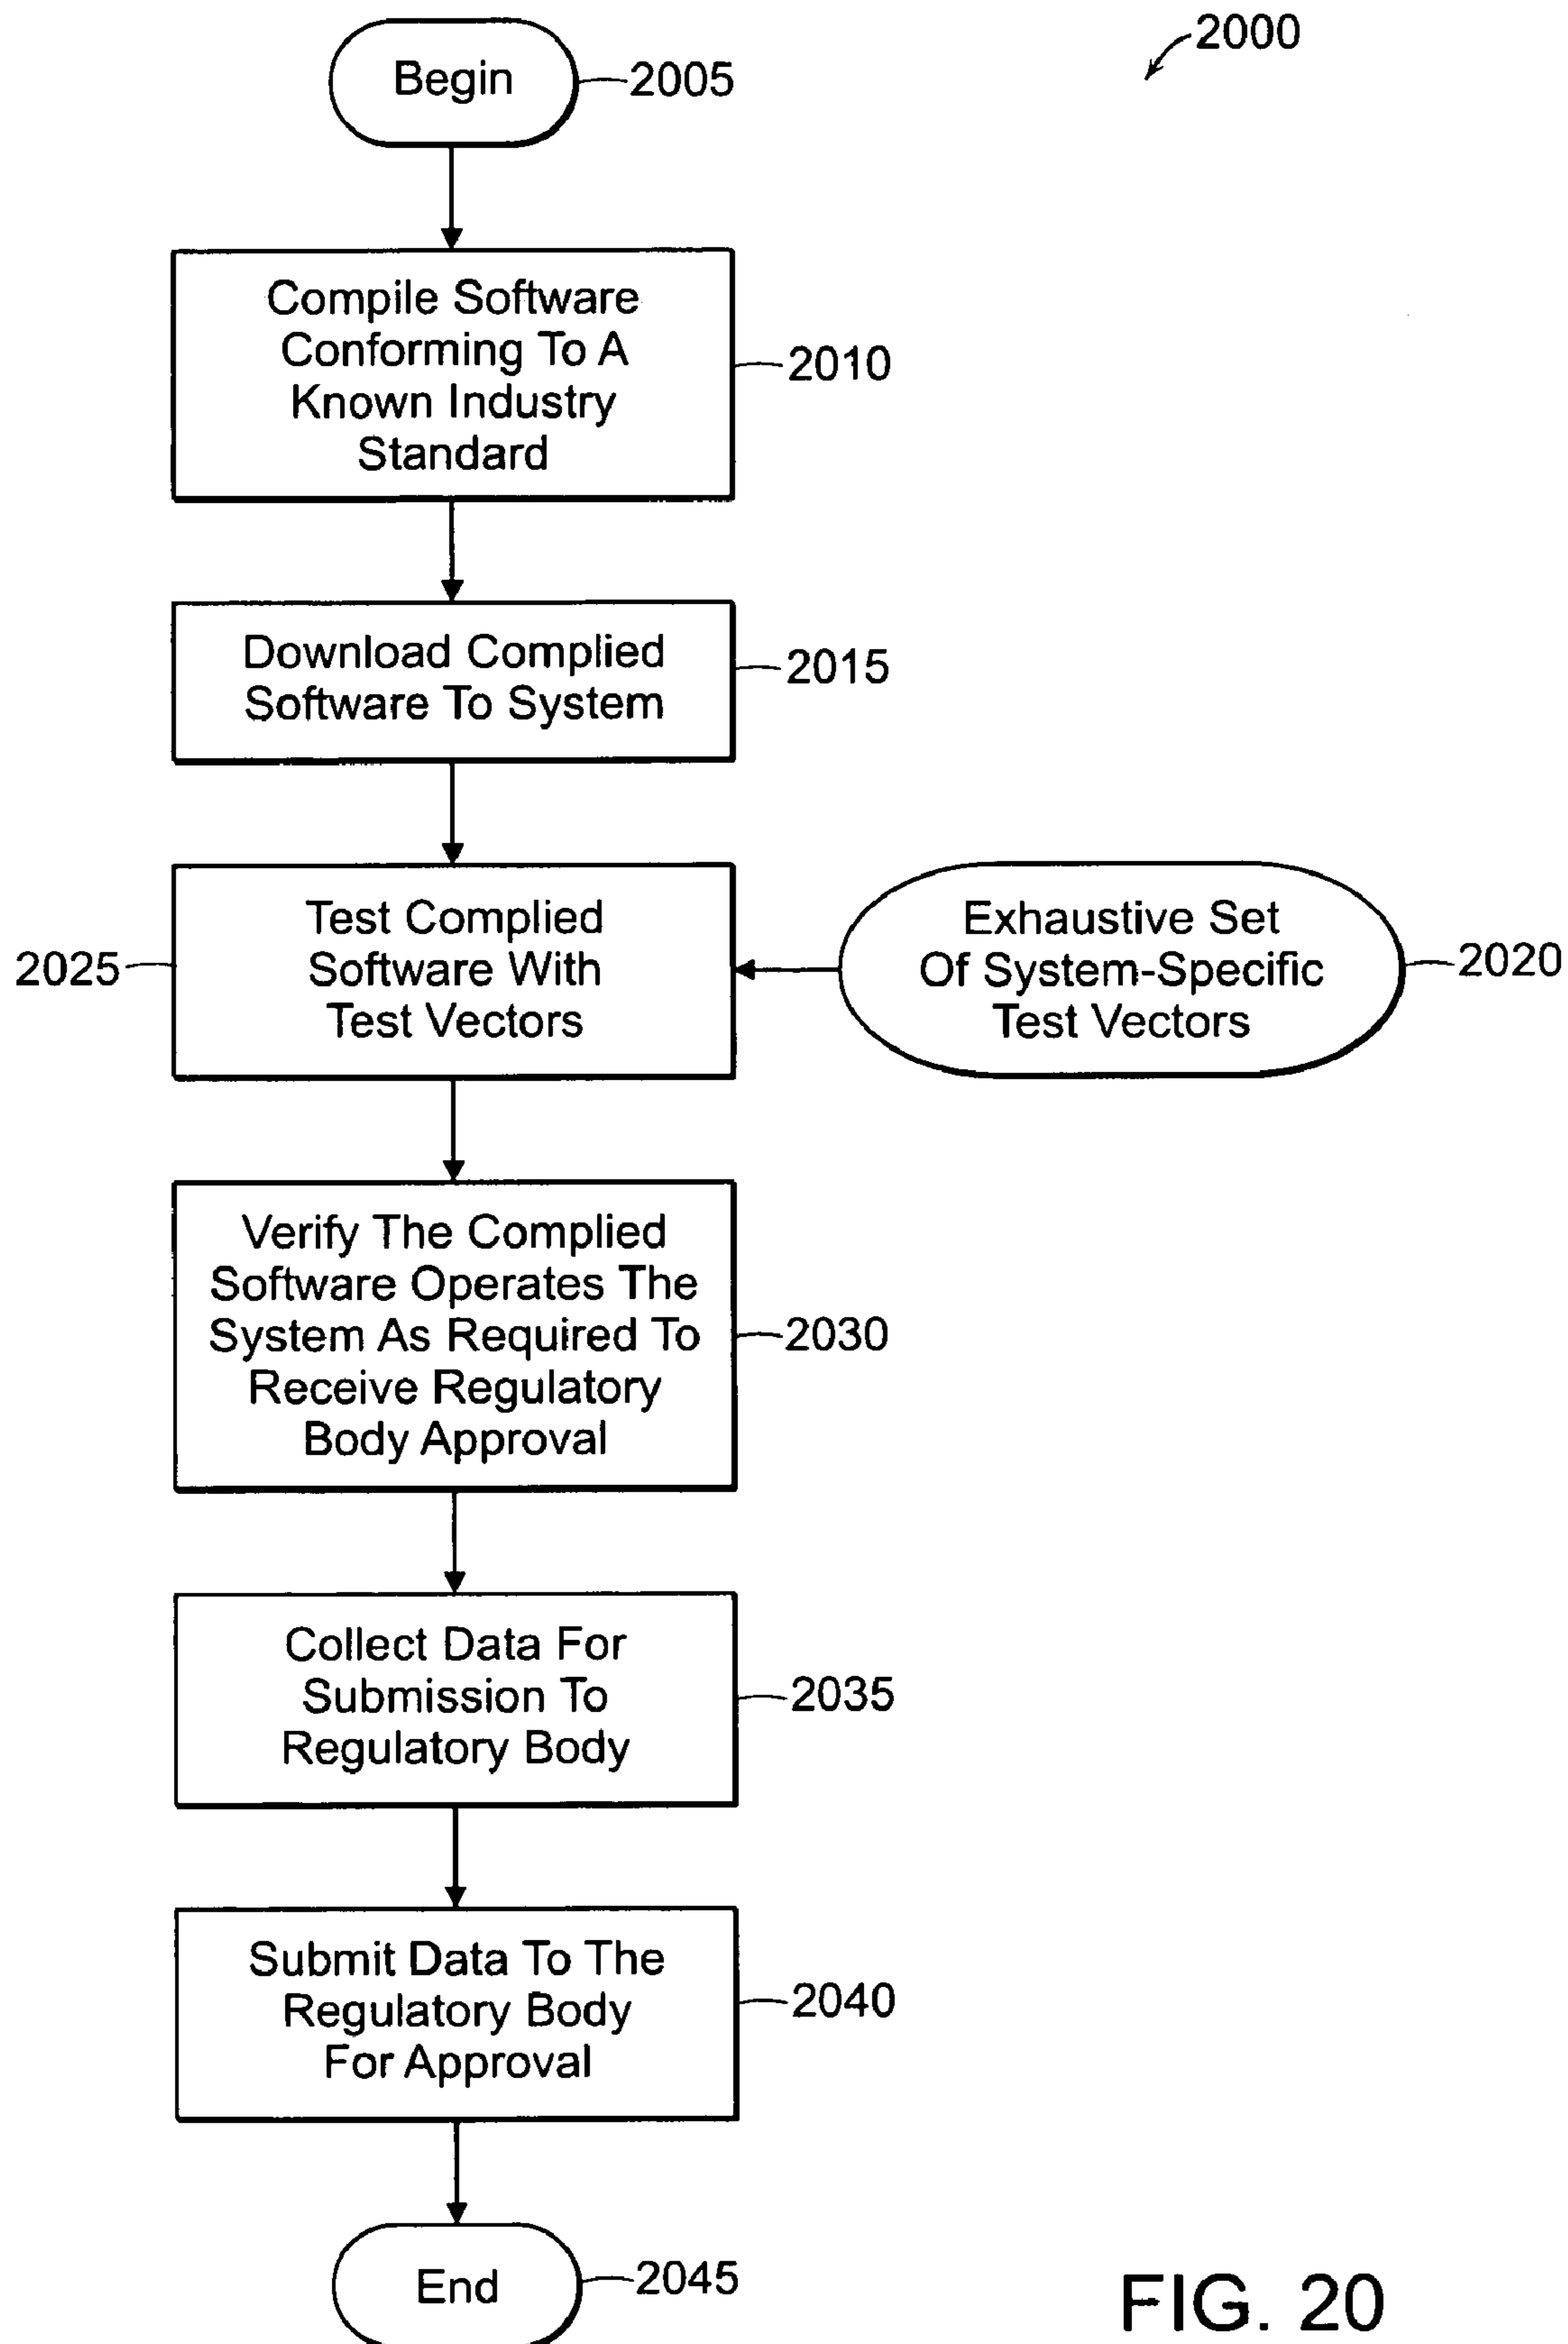 2000
Begin
2005
Compile Software
Conforming To A
Known Industry
Standard
2010
Download Complied
Software To System
2015
Test Complied
Software With
Test Vectors
2025
Exhaustive Set
Of System-Specific
Test Vectors
2020
Verify The Complied
Software Operates The
System As Required To
Receive Regulatory
Body Approval
2030
Collect Data For
Submission To
Regulatory Body
2035
Submit Data To The
Regulatory Body
For Approval
2040
End
2045
FIG. 20